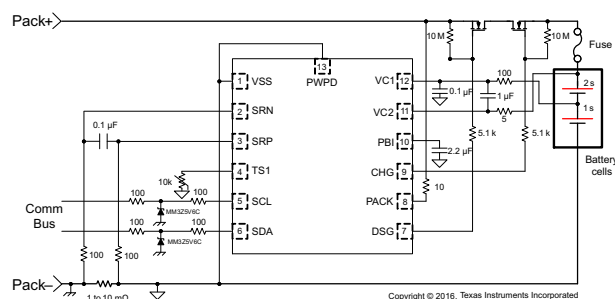 Pack+
10 M
10 M
Fuse
13
PWPD
1
VSS
VC1
12
100
2 s
0.1 µF
1 µF
2
SRN
VC2
11
5
1 s
0.1 µF
3
SRP
PBI
10
5.1 k
5.1 k
2.2 µF
Battery
cells
4
TS1
CHG
9
10k
100
100
5
SCL
PACK
8
10
Comm
Bus
MM3Z5V6C
100
100
6
SDA
DSG
7
MM3Z5V6C
100
100
Pack–
1 to 10 mΩ
Copyright © 2016, Texas Instruments Incorporated